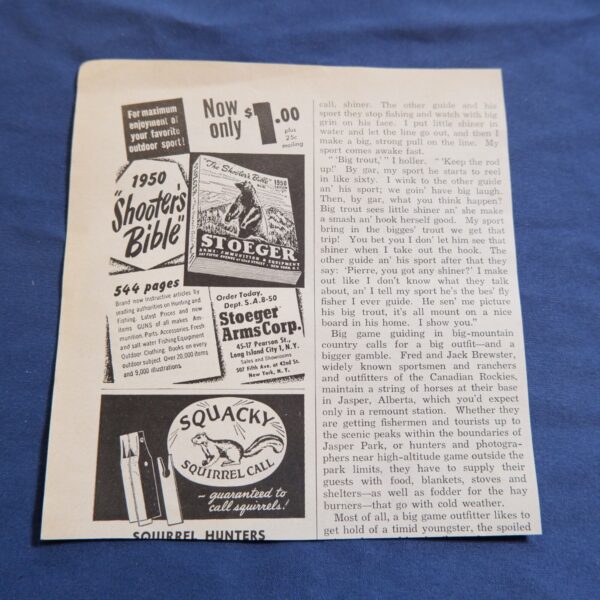 For maximum
enjoyment of
your favorite
outdoor sport!
Now
only $1.00
plus
25c
mailing
1950
"Shooter's
Bible"
"The Shooter's Bible" 1950
STOEGER
ARMS AMMUNITION & EQUIPMENT
NEW YORK, N.Y.
544 pages
Brand new instructive articles by
leading authorities on Hunting and
Fishing. Latest Prices and new
items GUNS of all makes Am-
munition, Parts, Accessories, Fresh
and salt water Fishing Equipment
Outdoor Clothing. Books on every
outdoor subject. Over 20,000 items
and 9,000 illustrations.
Order Today,
Dept. S.A.8-50
Stoeger
Arms Corp.
45-17 Pearson St.,
Long Island City 1, N.Y.
Sales and Showrooms
507 Fifth Ave. at 42nd St.
New York, N. Y.
SQUACKY
SQUIRREL CALL
—guaranteed to
call squirrels!
SQUIRREL HUNTERS
call, shiner. The other guide and his
sport they stop fishing and watch with big
grin on his face. I put little shiner in
water and let the line go out, and then I
make a big, strong pull on the line. My
sport comes awake fast.
" 'Big trout,' " I holler. " 'Keep the rod
up!' By gar, my sport he starts to reel
in like sixty. I wink to the other guide
an' his sport; we goin' have big laugh.
Then, by gar, what you think happen?
Big trout sees little shiner an' she make
a smash an' hook herself good. My sport
bring in the bigges' trout we get that
trip! You bet you I don' let him see that
shiner when I take out the hook. The
other guide an' his sport after that they
say: 'Pierre, you got any shiner?' I make
out like I don't know what they talk
about, an' I tell my sport he's the bes' fly
fisher I ever guide. He sen' me picture
his big trout, it's all mount on a nice
board in his home. I show you."
Big game guiding in big-mountain
country calls for a big outfit—and a
bigger gamble. Fred and Jack Brewster,
widely known sportsmen and ranchers
and outfitters of the Canadian Rockies,
maintain a string of horses at their base
in Jasper, Alberta, which you'd expect
only in a remount station. Whether they
are getting fishermen and tourists up to
the scenic peaks within the boundaries of
Jasper Park, or hunters and photogra-
phers near high-altitude game outside the
park limits, they have to supply their
guests with food, blankets, stoves and
shelters—as well as fodder for the hay
burners—that go with cold weather.
Most of all, a big game outfitter likes to
get hold of a timid youngster, the spoiled